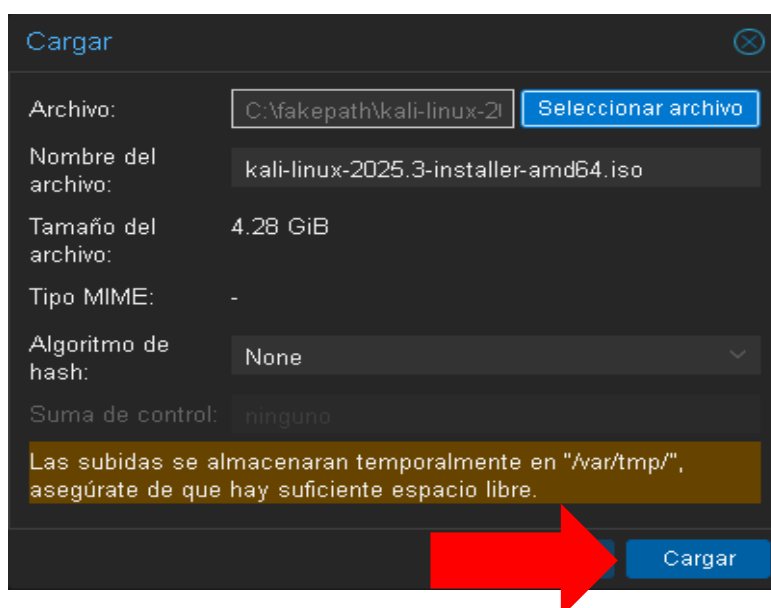 Cargar
Archivo:
C:\fakepath\kali-linux-2
Seleccionar archivo
Nombre del
archivo:
kali-linux-2025.3-installer-amd64.iso
Tamaño del
archivo:
4.28 GiB
Tipo MIME:
-
Algoritmo de
hash:
None
Suma de control:
ninguno
Las subidas se almacenaran temporalmente en "/var/tmp/",
asegúrate de que hay suficiente espacio libre.
Cargar